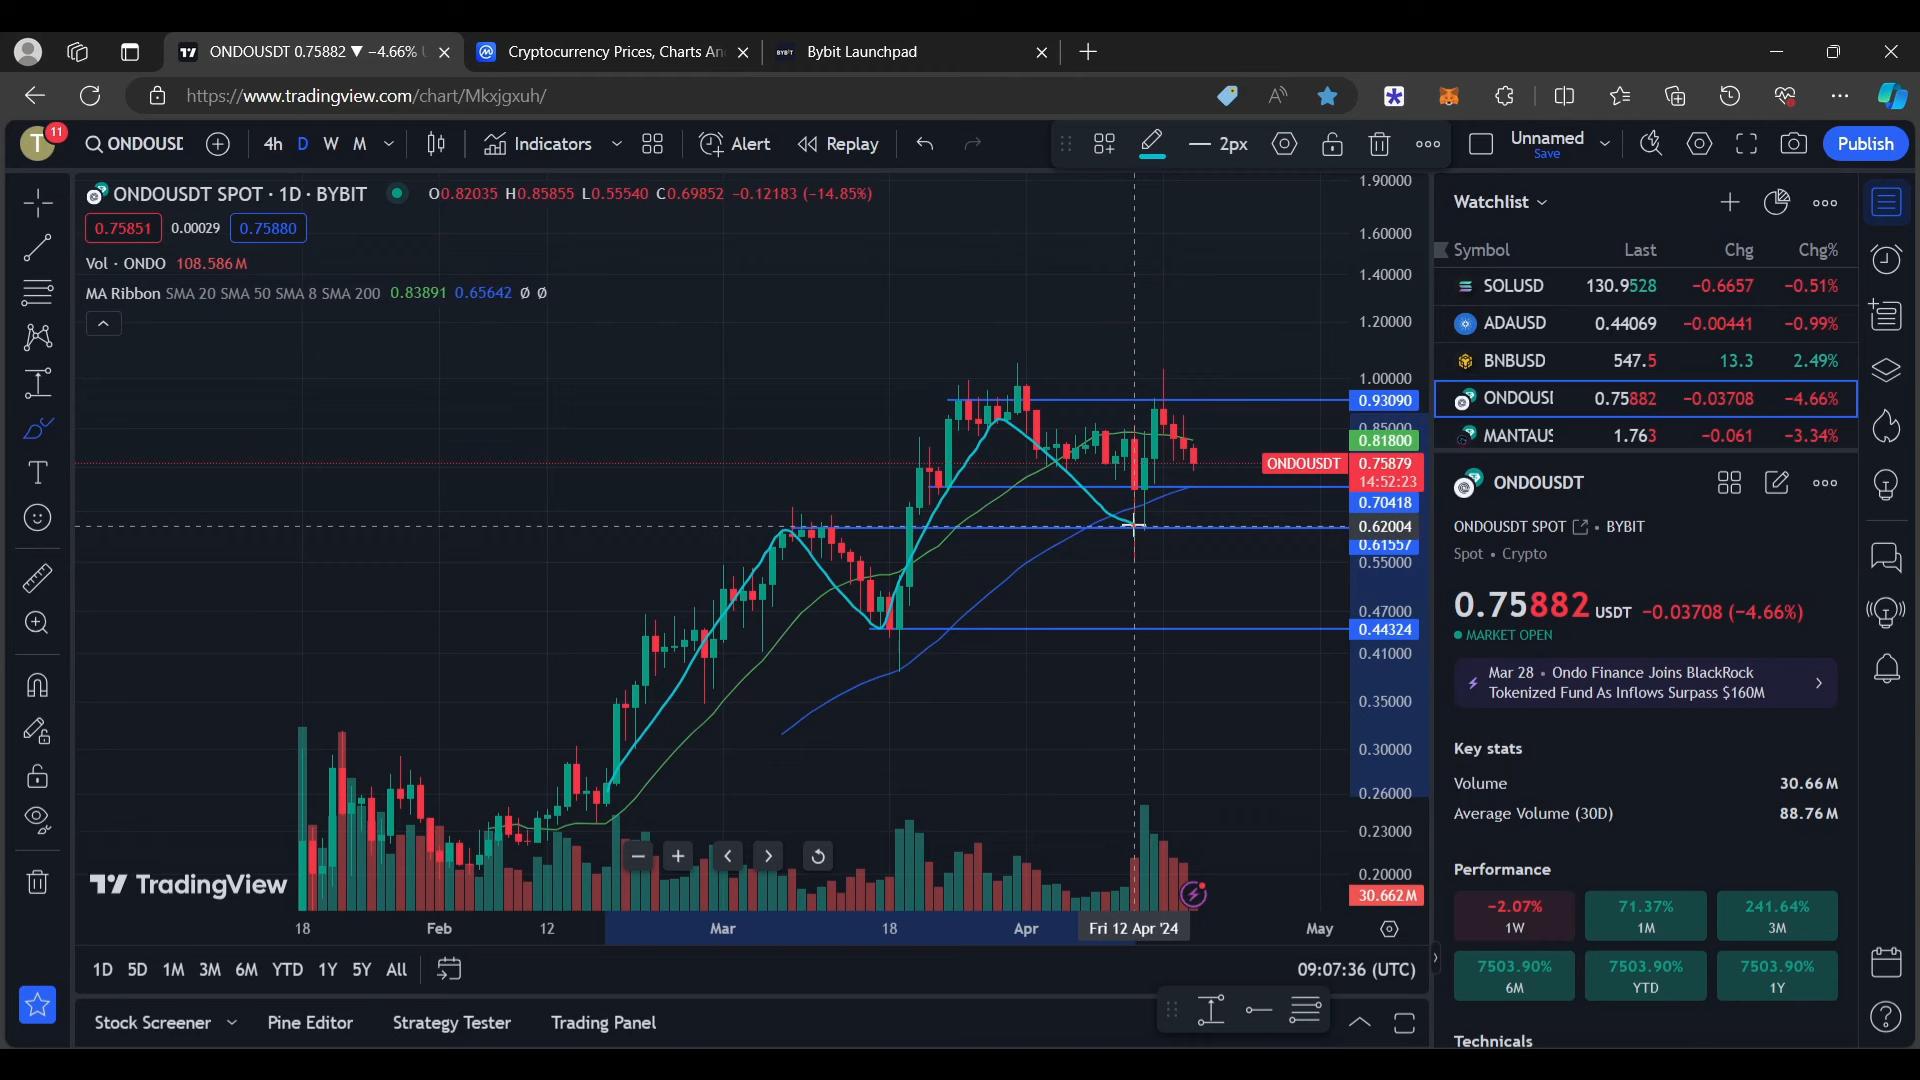 ONDOUSDT 0.75882 ▼ −4.66% U
Cryptocurrency Prices, Charts An
BYBIT
Bybit Launchpad
https://www.tradingview.com/chart/Mkxjgxuh/
T
11
ONDOUSD
4h
D
W
M
Indicators
Alert
Replay
2px
Unnamed
Save
Publish
ONDOUSDT SPOT · 1D · BYBIT
O0.82035 H0.85855 L0.55540 C0.69852 −0.12183 (−14.85%)
0.75851
0.00029
0.75880
Vol · ONDO 108.586M
MA Ribbon SMA 20 SMA 50 SMA 8 SMA 200 0.83891 0.65642 Ø Ø
1.90000
1.60000
1.40000
1.20000
1.00000
0.93090
0.85000
0.81800
ONDOUSDT
0.75879
14:52:23
0.70418
0.62004
0.61557
0.55000
0.47000
0.44324
0.41000
0.35000
0.30000
0.26000
0.23000
0.20000
30.662M
TradingView
18
Feb
12
Mar
18
Apr
Fri 12 Apr '24
May
1D
5D
1M
3M
6M
YTD
1Y
5Y
All
09:07:36 (UTC)
Stock Screener
Pine Editor
Strategy Tester
Trading Panel
Watchlist
Symbol Last Chg Chg%
SOLUSD 130.9528 −0.6657 −0.51%
ADAUSD 0.44069 −0.00441 −0.99%
BNBUSD 547.5 13.3 2.49%
ONDOUSD 0.75882 −0.03708 −4.66%
MANTAUS 1.763 −0.061 −3.34%
ONDOUSDT
ONDOUSDT SPOT • BYBIT
Spot • Crypto
0.75882 USDT −0.03708 (−4.66%)
MARKET OPEN
Mar 28 • Ondo Finance Joins BlackRock
Tokenized Fund As Inflows Surpass $160M
Key stats
Volume 30.66M
Average Volume (30D) 88.76M
Performance
−2.07%
1W
71.37%
1M
241.64%
3M
7503.90%
6M
7503.90%
YTD
7503.90%
1Y
Technicals